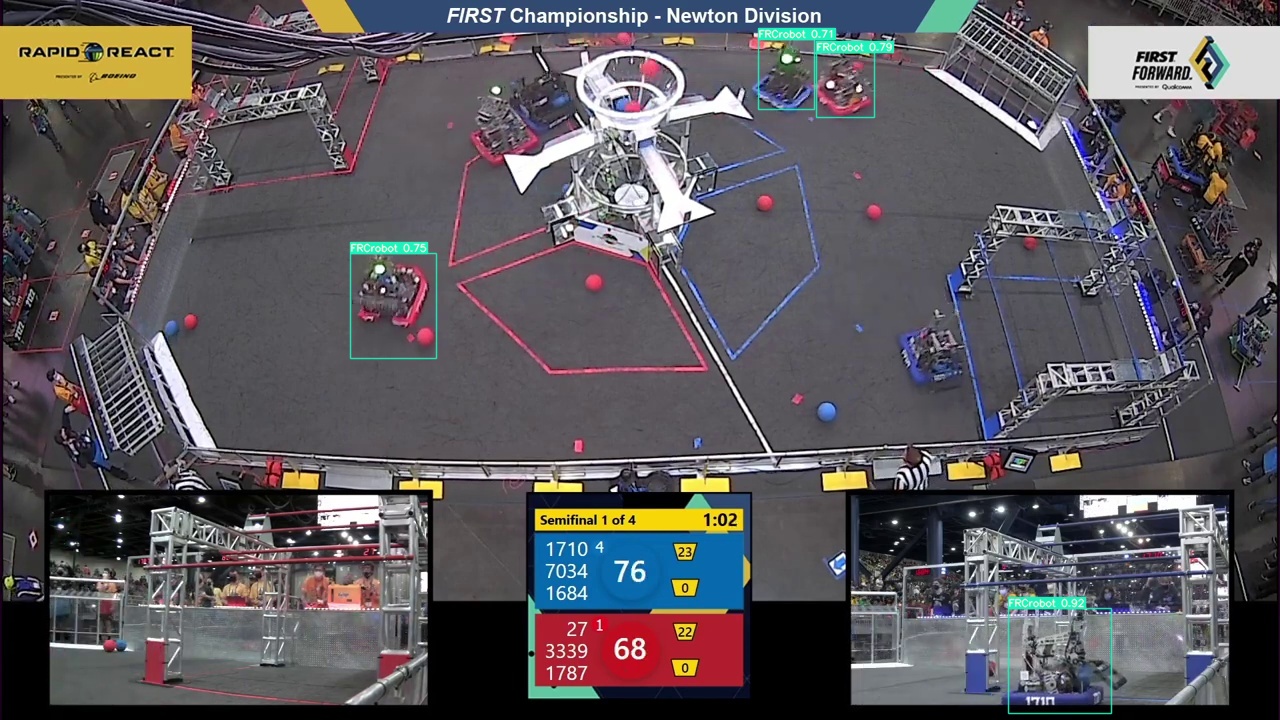 FIRST Championship - Newton Division
RAPID REACT
PRESENTED BY BOEING
FIRST
FORWARD
PRESENTED BY Qualcomm
FRCrobot 0.71
FRCrobot 0.79
FRCrobot 0.75
FRCrobot 0.92
1710
Semifinal 1 of 4 1:02
1710 4
7034
1684
76
23
0
27 1
3339
1787
68
22
0